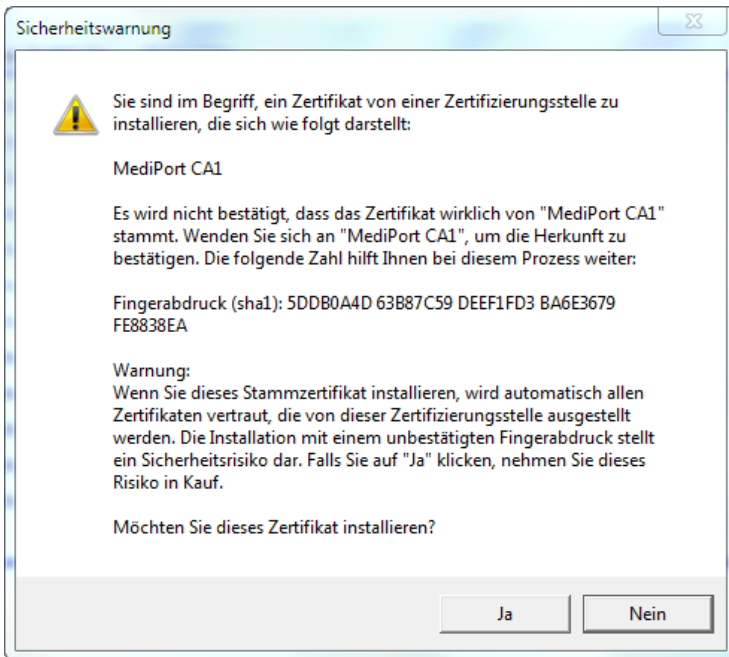 Sicherheitswarnung
Sie sind im Begriff, ein Zertifikat von einer Zertifizierungsstelle zu
installieren, die sich wie folgt darstellt:
MediPort CA1
Es wird nicht bestätigt, dass das Zertifikat wirklich von "MediPort CA1"
stammt. Wenden Sie sich an "MediPort CA1", um die Herkunft zu
bestätigen. Die folgende Zahl hilft Ihnen bei diesem Prozess weiter:
Fingerabdruck (sha1): 5DDB0A4D 63B87C59 DEEF1FD3 BA6E3679
FE8838EA
Warnung:
Wenn Sie dieses Stammzertifikat installieren, wird automatisch allen
Zertifikaten vertraut, die von dieser Zertifizierungsstelle ausgestellt
werden. Die Installation mit einem unbestätigten Fingerabdruck stellt
ein Sicherheitsrisiko dar. Falls Sie auf "Ja" klicken, nehmen Sie dieses
Risiko in Kauf.
Möchten Sie dieses Zertifikat installieren?
Ja
Nein